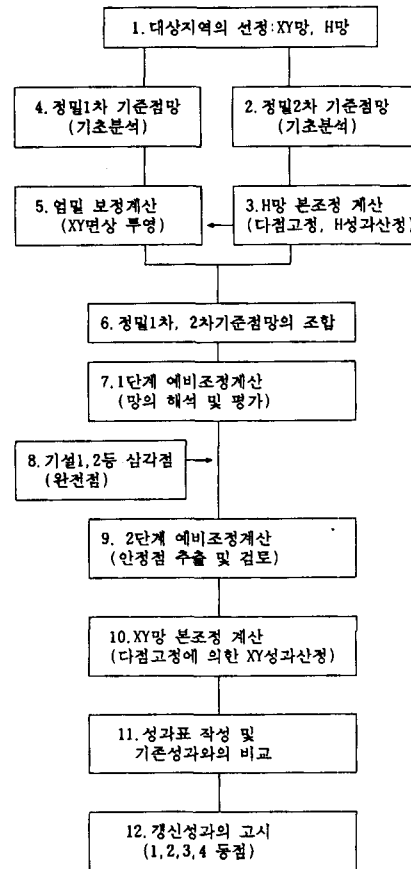 1.대상지역의 선정:XY망, H망
4.정밀1차 기준점망
(기초분석)
2.정밀2차 기준점망
(기초분석)
5.엄밀 보정계산
(XY면상 투영)
3.H망 본조정 계산
(다점고정, H성과산정)
6.정밀1차, 2차기준점망의 조합
7.1단계 예비조정계산
(망의 해석 및 평가)
8.기설1,2등 삼각점
(완전점)
9. 2단계 예비조정계산
(안정점 추출 및 검토)
10.XY망 본조정 계산
(다점고정에 의한 XY성과산정)
11.성과표 작성 및
기존성과와의 비교
12.갱신성과의 고시
(1,2,3,4 등점)